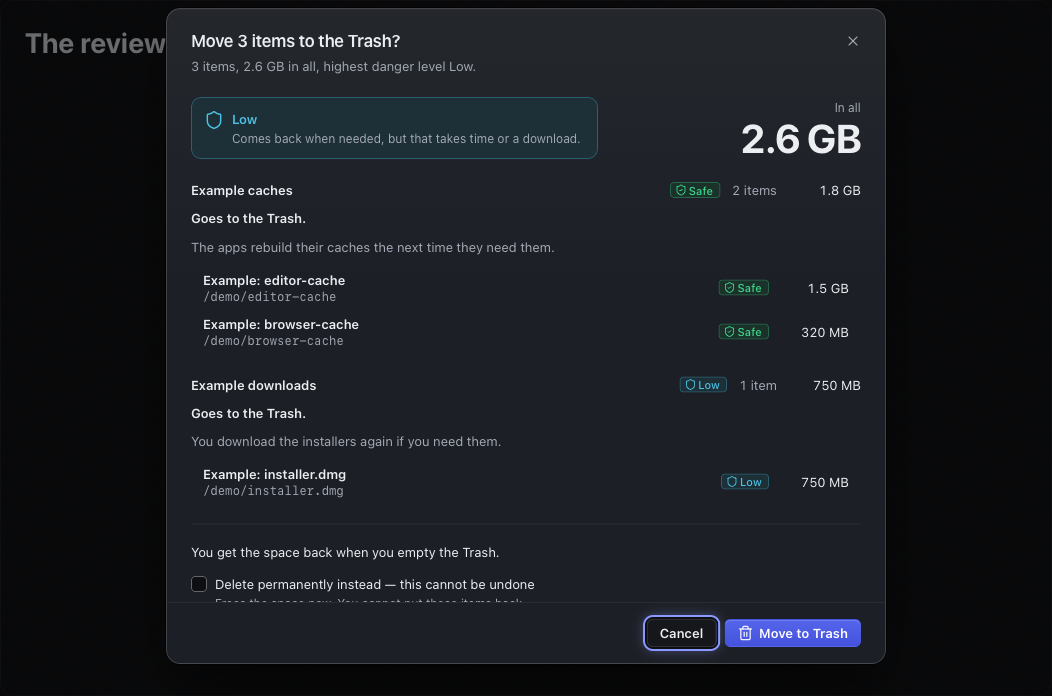 The review
Move 3 items to the Trash?
3 items, 2.6 GB in all, highest danger level Low.
Low
Comes back when needed, but that takes time or a download.
In all
2.6 GB
Example caches
Safe
2 items
1.8 GB
Goes to the Trash.
The apps rebuild their caches the next time they need them.
Example: editor-cache
/demo/editor-cache
Safe
1.5 GB
Example: browser-cache
/demo/browser-cache
Safe
320 MB
Example downloads
Low
1 item
750 MB
Goes to the Trash.
You download the installers again if you need them.
Example: installer.dmg
/demo/installer.dmg
Low
750 MB
You get the space back when you empty the Trash.
Delete permanently instead — this cannot be undone
Cancel
Move to Trash